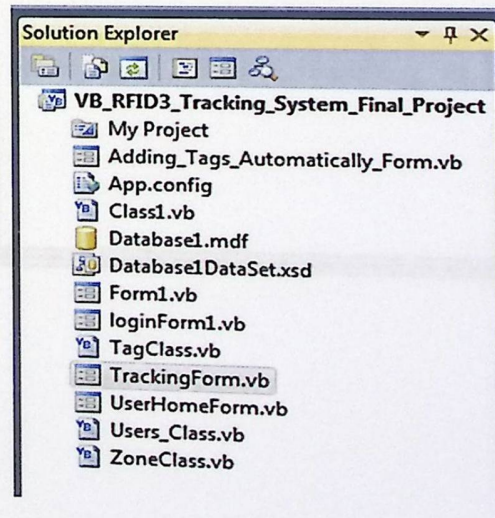 Solution Explorer
VB_RFID3_Tracking_System_Final_Project
My Project
Adding_Tags_Automatically_Form.vb
App.config
Class1.vb
Database1.mdf
Database1DataSet.xsd
Form1.vb
loginForm1.vb
TagClass.vb
TrackingForm.vb
UserHomeForm.vb
Users_Class.vb
ZoneClass.vb